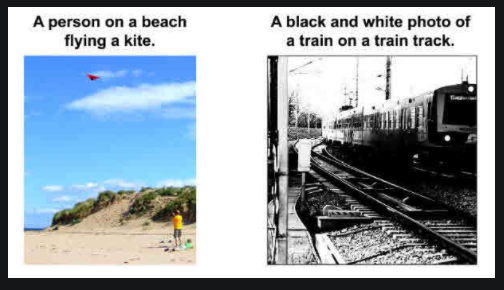 A person on a beach
flying a kite.
A black and white photo of
a train on a train track.